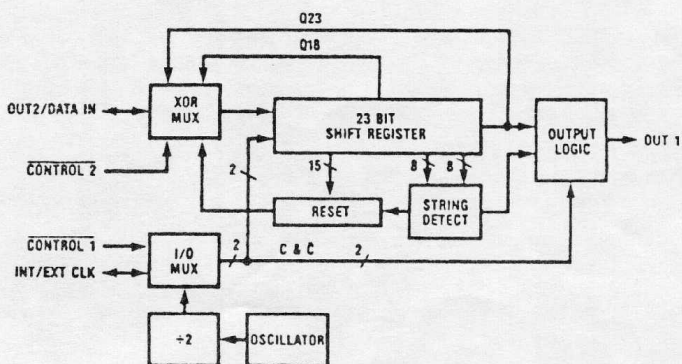 Q23
Q18
OUT2/DATA IN
XOR
MUX
23 BIT
SHIFT REGISTER
OUTPUT
LOGIC
OUT 1
CONTROL 2
2
15
8
8
RESET
STRING
DETECT
CONTROL 1
INT/EXT CLK
I/O
MUX
2
C & C̄
2
÷2
OSCILLATOR